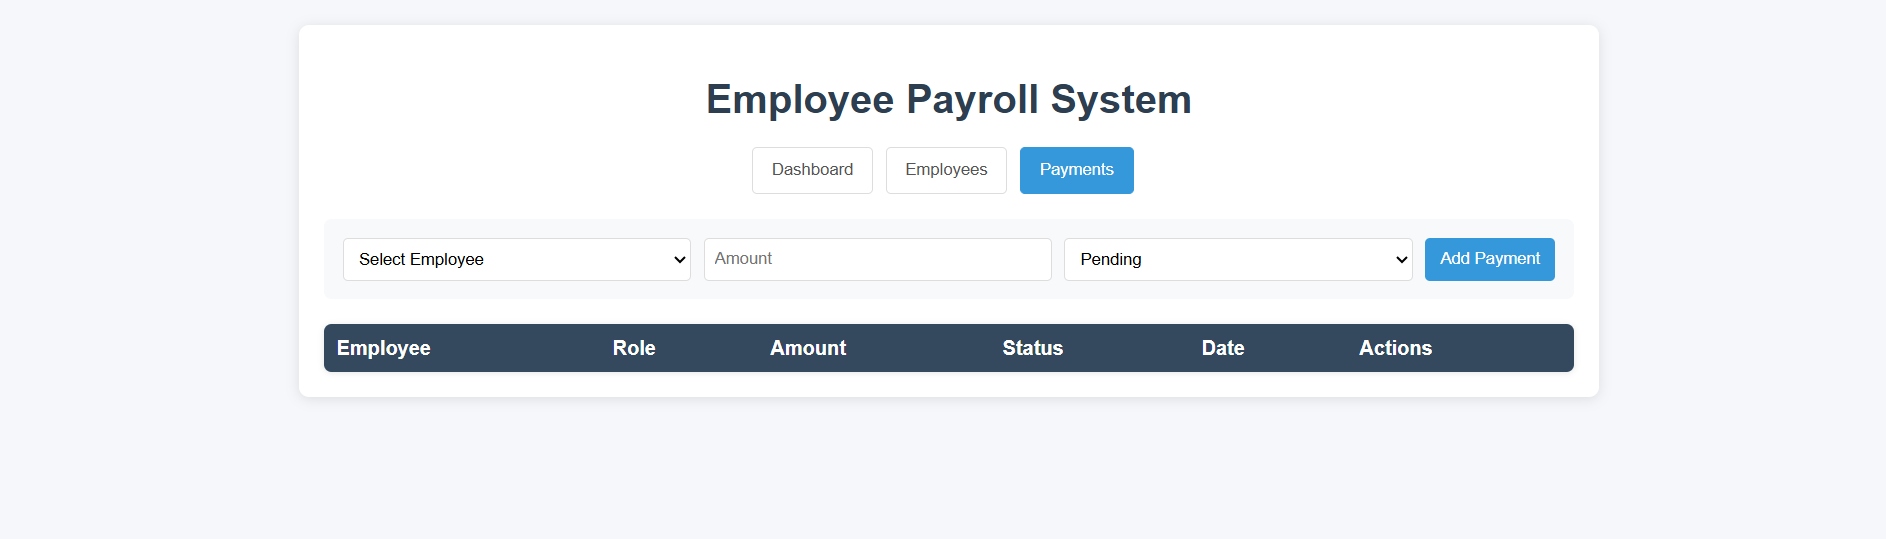 Employee Payroll System
Dashboard Employees Payments
Select Employee Amount Pending Add Payment
Employee Role Amount Status Date Actions